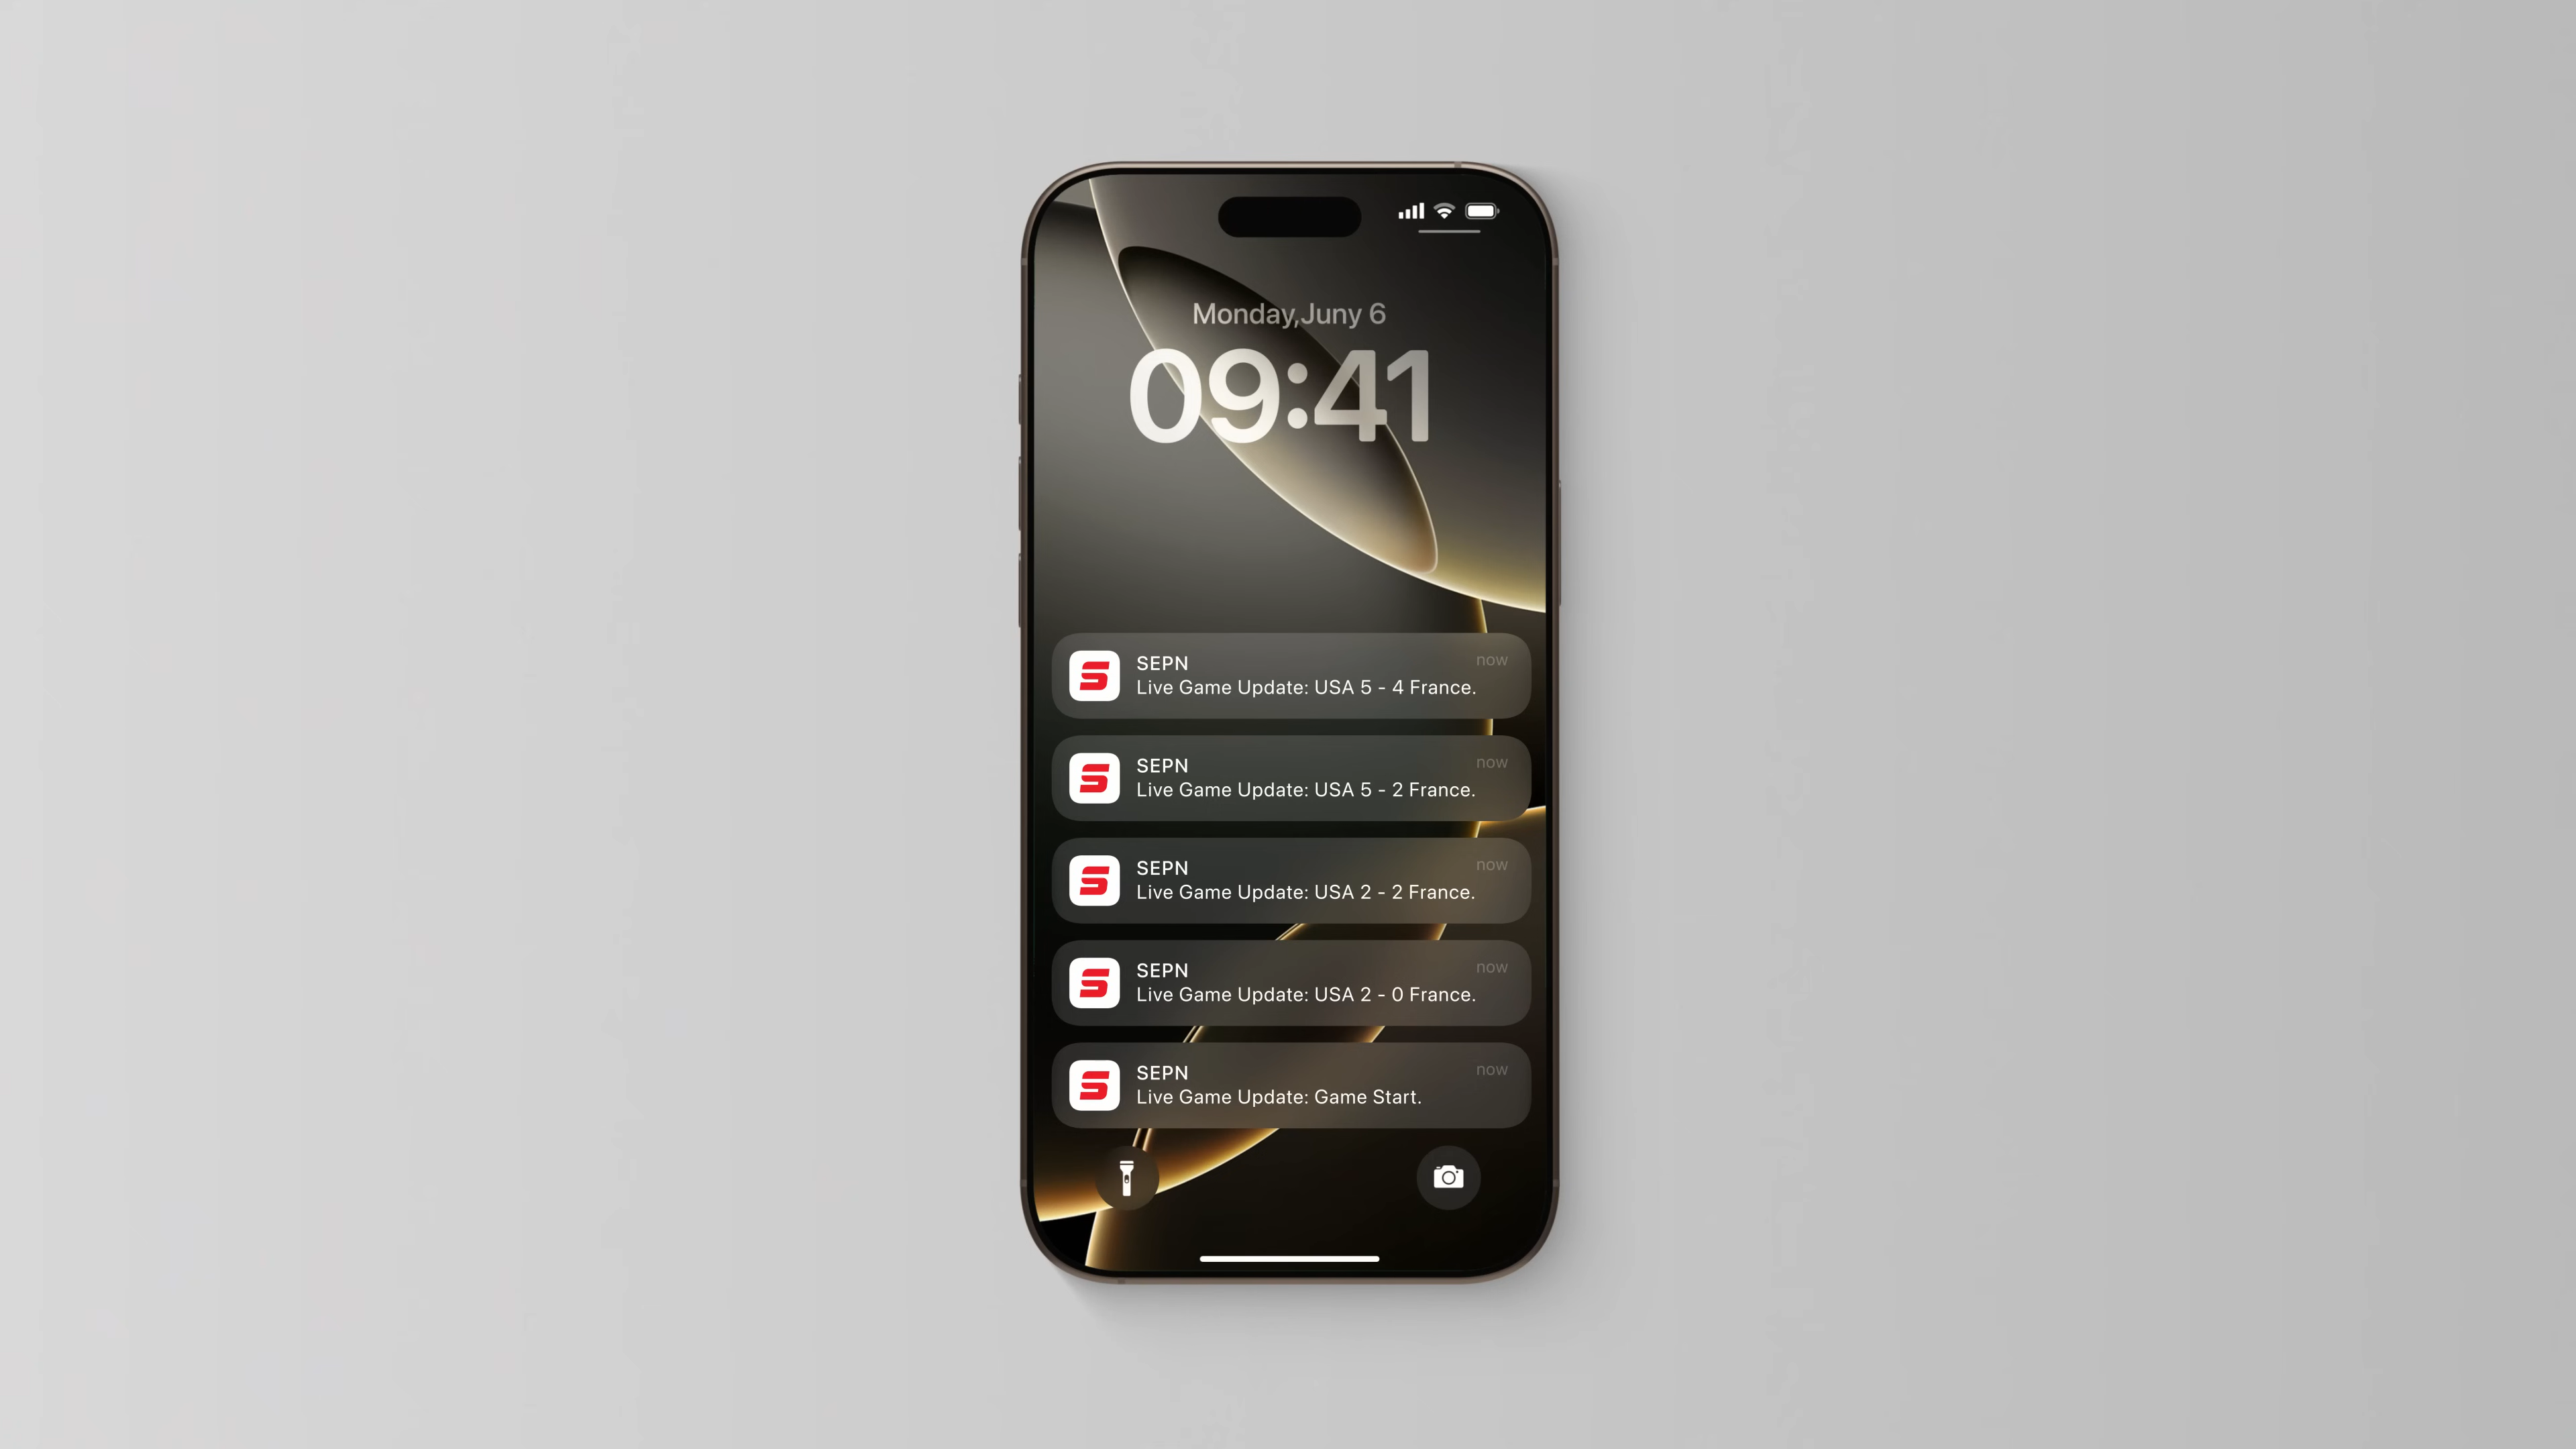 Monday,Juny 6
09:41
SEPN
now
Live Game Update: USA 5 - 4 France.
SEPN
now
Live Game Update: USA 5 - 2 France.
SEPN
now
Live Game Update: USA 2 - 2 France.
SEPN
now
Live Game Update: USA 2 - 0 France.
SEPN
now
Live Game Update: Game Start.